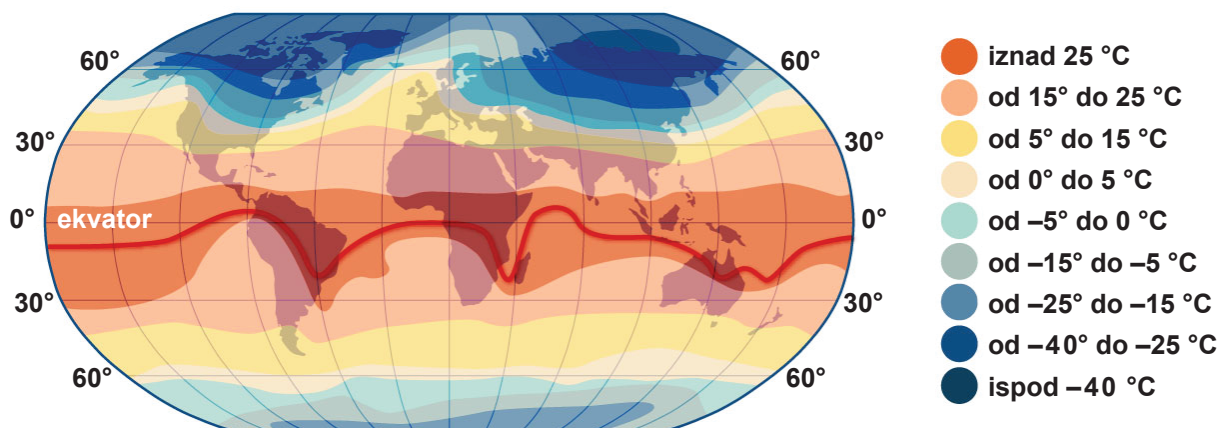 60°
60°
30°
30°
0°
ekvator
0°
30°
30°
60°
60°
iznad 25 °C
od 15° do 25 °C
od 5° do 15 °C
od 0° do 5 °C
od –5° do 0 °C
od –15° do –5 °C
od –25° do –15 °C
od –40° do –25 °C
ispod –40 °C